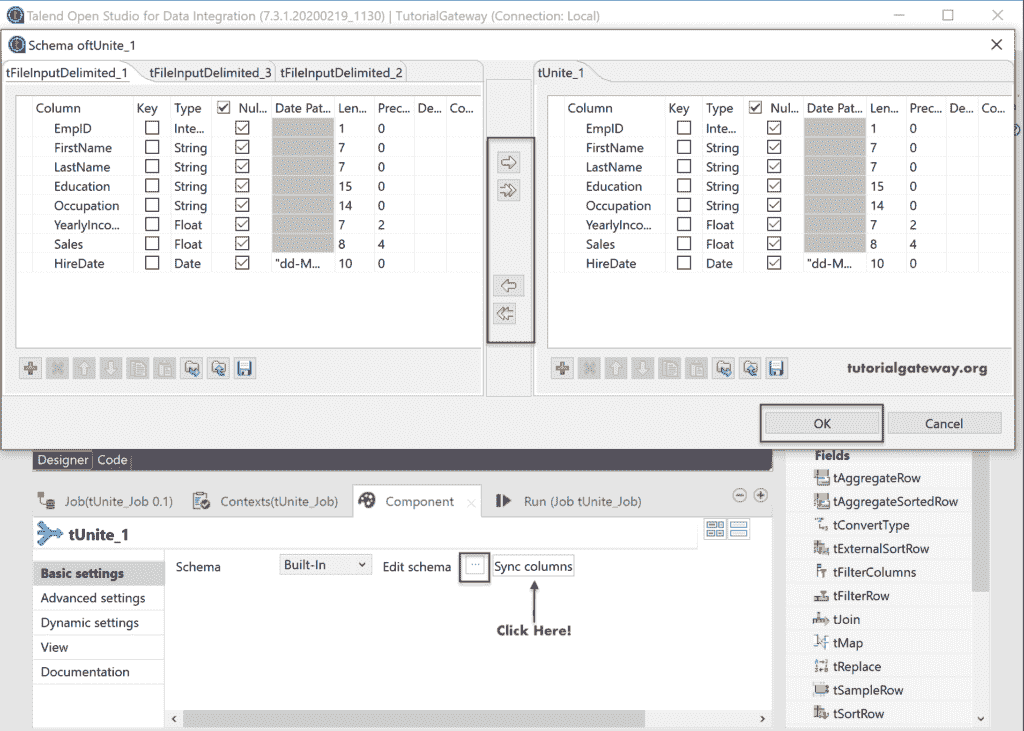 Talend Open Studio for Data Integration (7.3.1.20200219_1130) | TutorialGateway (Connection: Local)
Schema oftUnite_1
tFileInputDelimited_1 tFileInputDelimited_3 tFileInputDelimited_2 tUnite_1
Column Key Type Nul... Date Pat... Len... Prec... De... Co... Column Key Type Nul... Date Pat... Len... Prec... De... Co...
EmpID Inte... 1 0 EmpID Inte... 1 0
FirstName String 7 0 FirstName String 7 0
LastName String 7 0 LastName String 7 0
Education String 15 0 Education String 15 0
Occupation String 14 0 Occupation String 14 0
YearlyInco... Float 7 2 YearlyInco... Float 7 2
Sales Float 8 4 Sales Float 8 4
HireDate Date "dd-M... 10 0 HireDate Date "dd-M... 10 0
tutorialgateway.org
OK Cancel
Designer Code
Job(tUnite_Job 0.1) Contexts(tUnite_Job) Component Run (Job tUnite_Job)
tUnite_1
Basic settings
Advanced settings
Dynamic settings
View
Documentation
Schema Built-In Edit schema ... Sync columns
Click Here!
Fields
tAggregateRow
tAggregateSortedRow
tConvertType
tExternalSortRow
tFilterColumns
tFilterRow
tJoin
tMap
tReplace
tSampleRow
tSortRow